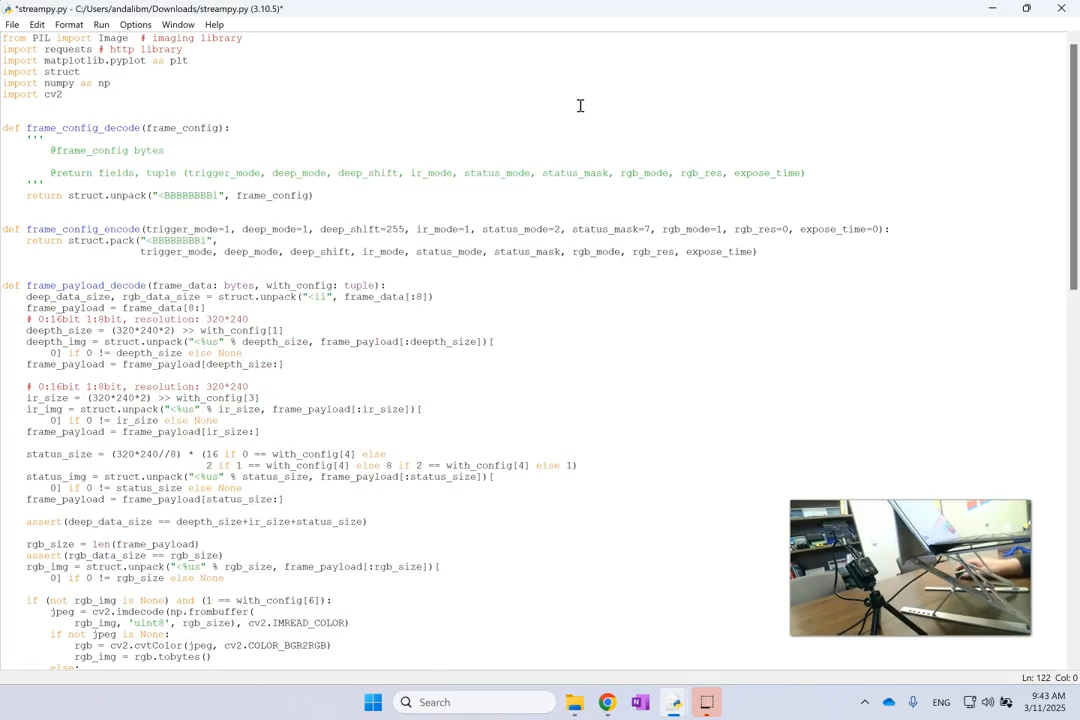 *streampy.py - C:/Users/andalibm/Downloads/streampy.py (3.10.5)*
File Edit Format Run Options Window Help
from PIL import Image  # imaging library
import requests # http library
import matplotlib.pyplot as plt
import struct
import numpy as np
import cv2
def frame_config_decode(frame_config):
'''
@frame_config bytes
@return fields, tuple (trigger_mode, deep_mode, deep_shift, ir_mode, status_mode, status_mask, rgb_mode, rgb_res, expose_time)
'''
return struct.unpack("<BBBBBBBBi", frame_config)
def frame_config_encode(trigger_mode=1, deep_mode=1, deep_shift=255, ir_mode=1, status_mode=2, status_mask=7, rgb_mode=1, rgb_res=0, expose_time=0):
return struct.pack("<BBBBBBBBi",
trigger_mode, deep_mode, deep_shift, ir_mode, status_mode, status_mask, rgb_mode, rgb_res, expose_time)
def frame_payload_decode(frame_data: bytes, with_config: tuple):
deep_data_size, rgb_data_size = struct.unpack("<ii", frame_data[:8])
frame_payload = frame_data[8:]
# 0:16bit 1:8bit, resolution: 320*240
deepth_size = (320*240*2) >> with_config[1]
deepth_img = struct.unpack("<%us" % deepth_size, frame_payload[:deepth_size])[
0] if 0 != deepth_size else None
frame_payload = frame_payload[deepth_size:]
# 0:16bit 1:8bit, resolution: 320*240
ir_size = (320*240*2) >> with_config[3]
ir_img = struct.unpack("<%us" % ir_size, frame_payload[:ir_size])[
0] if 0 != ir_size else None
frame_payload = frame_payload[ir_size:]
status_size = (320*240//8) * (16 if 0 == with_config[4] else
2 if 1 == with_config[4] else 8 if 2 == with_config[4] else 1)
status_img = struct.unpack("<%us" % status_size, frame_payload[:status_size])[
0] if 0 != status_size else None
frame_payload = frame_payload[status_size:]
assert(deep_data_size == deepth_size+ir_size+status_size)
rgb_size = len(frame_payload)
assert(rgb_data_size == rgb_size)
rgb_img = struct.unpack("<%us" % rgb_size, frame_payload[:rgb_size])[
0] if 0 != rgb_size else None
if (not rgb_img is None) and (1 == with_config[6]):
jpeg = cv2.imdecode(np.frombuffer(
rgb_img, 'uint8', rgb_size), cv2.IMREAD_COLOR)
if not jpeg is None:
rgb = cv2.cvtColor(jpeg, cv2.COLOR_BGR2RGB)
rgb_img = rgb.tobytes()
else:
Ln: 122 Col: 0
Search
ENG
9:43 AM
3/11/2025